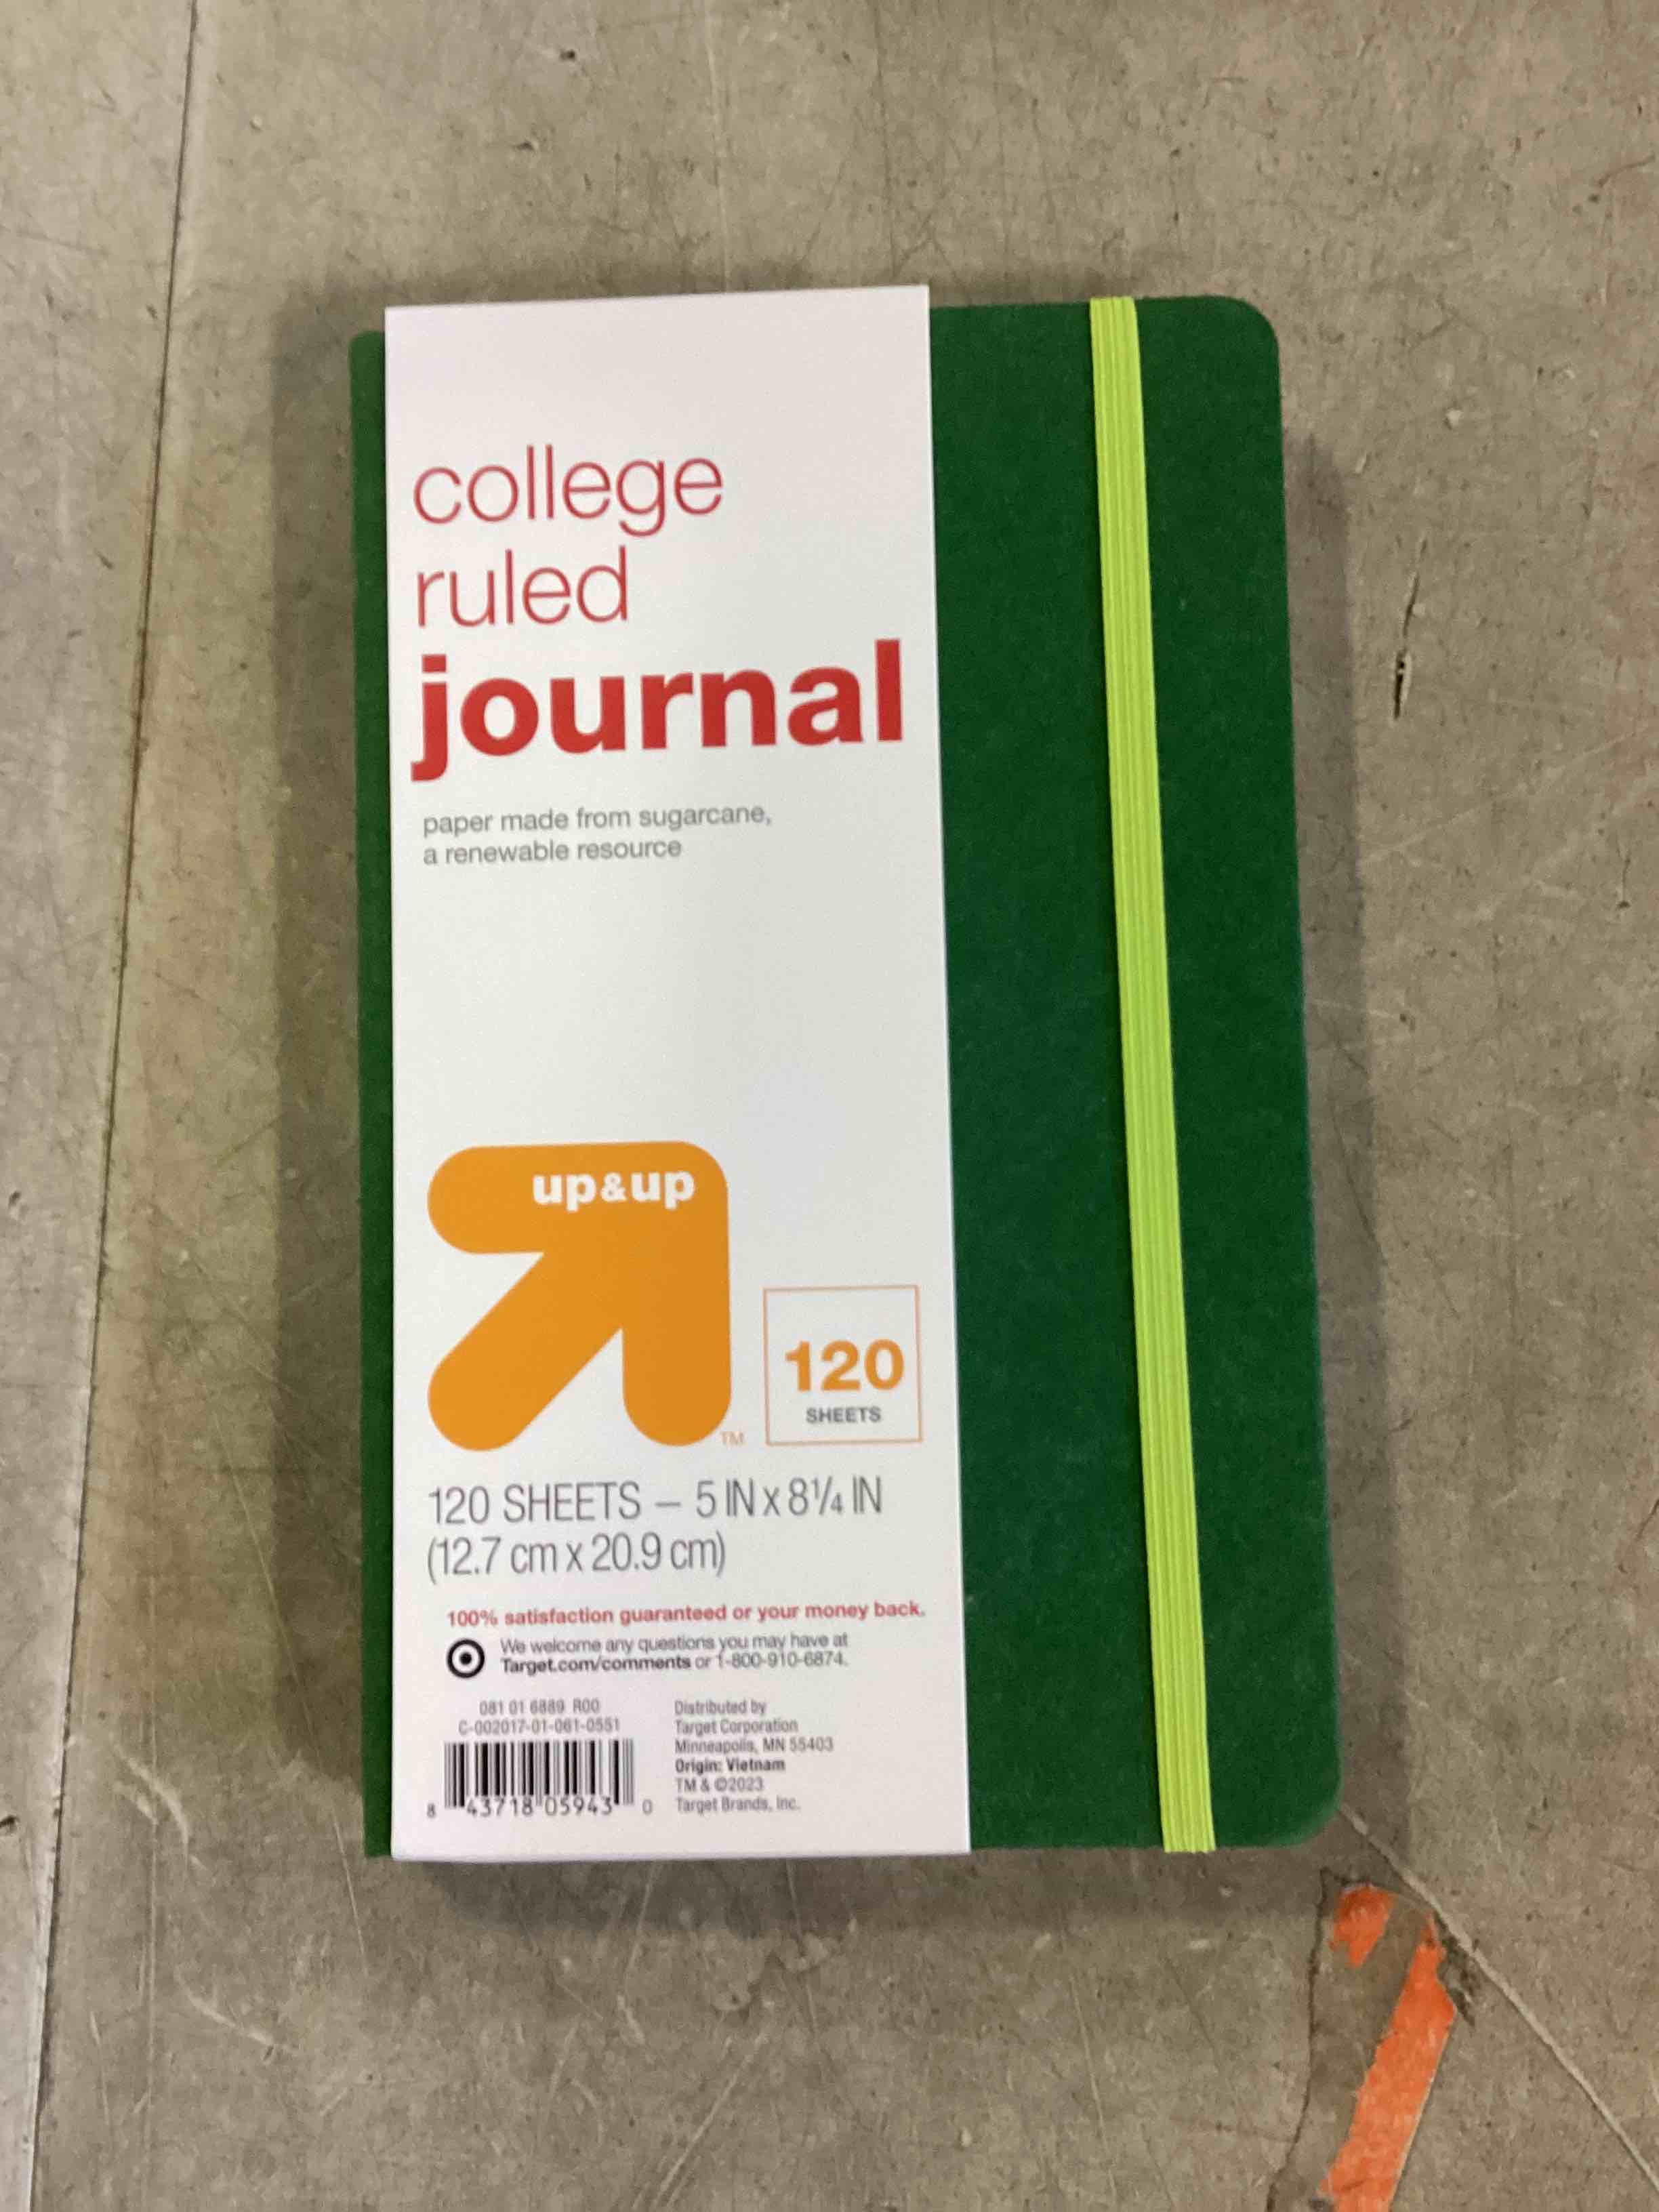 college
ruled
journal
paper made from sugarcane,
a renewable resource
up&up
120
SHEETS
TM
120 SHEETS – 5 IN x 8¼ IN
(12.7 cm x 20.9 cm)
100% satisfaction guaranteed or your money back.
We welcome any questions you may have at
Target.com/comments or 1-800-910-6874.
081 01 6889 R00
C-002017-01-061-0551
8 43718 05943 0
Distributed by
Target Corporation
Minneapolis, MN 55403
Origin: Vietnam
TM & ©2023
Target Brands, Inc.